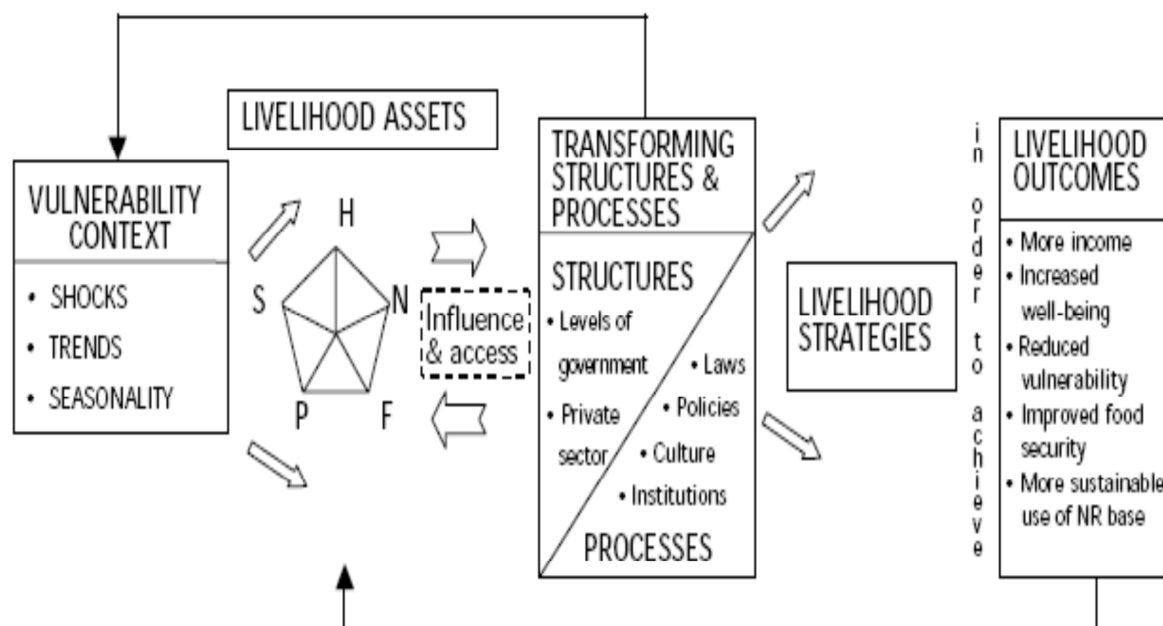 LIVELIHOOD ASSETS
VULNERABILITY
CONTEXT
• SHOCKS
• TRENDS
• SEASONALITY
H
S
N
P
F
Influence
& access
TRANSFORMING
STRUCTURES &
PROCESSES
STRUCTURES
• Levels of
government
• Private
sector
• Laws
• Policies
• Culture
• Institutions
PROCESSES
LIVELIHOOD
STRATEGIES
in order to achieve
LIVELIHOOD
OUTCOMES
• More income
• Increased
well-being
• Reduced
vulnerability
• Improved food
security
• More sustainable
use of NR base